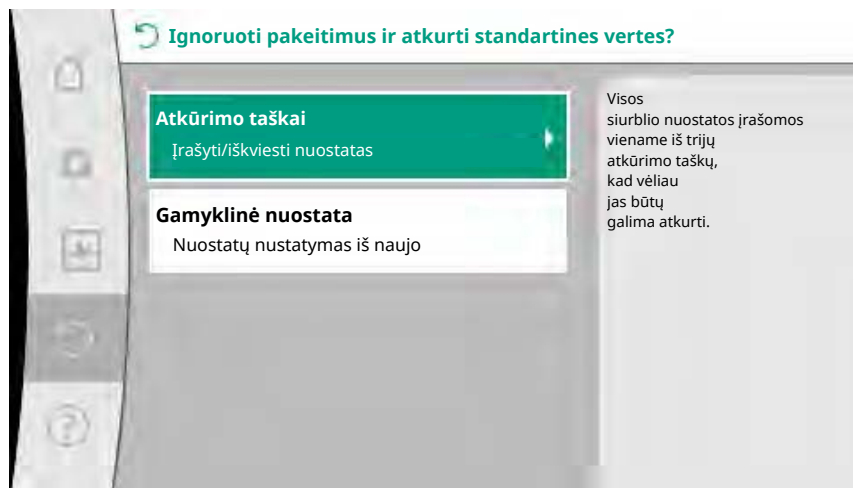 Ignoruoti pakeitimus ir atkurti standartines vertes?
Atkūrimo taškai
Įrašyti/iškviesti nuostatas
Gamyklinė nuostata
Nuostatų nustatymas iš naujo
Visos
siurblio nuostatos įrašomos
viename iš trijų
atkūrimo taškų,
kad vėliau
jas būtų
galima atkurti.